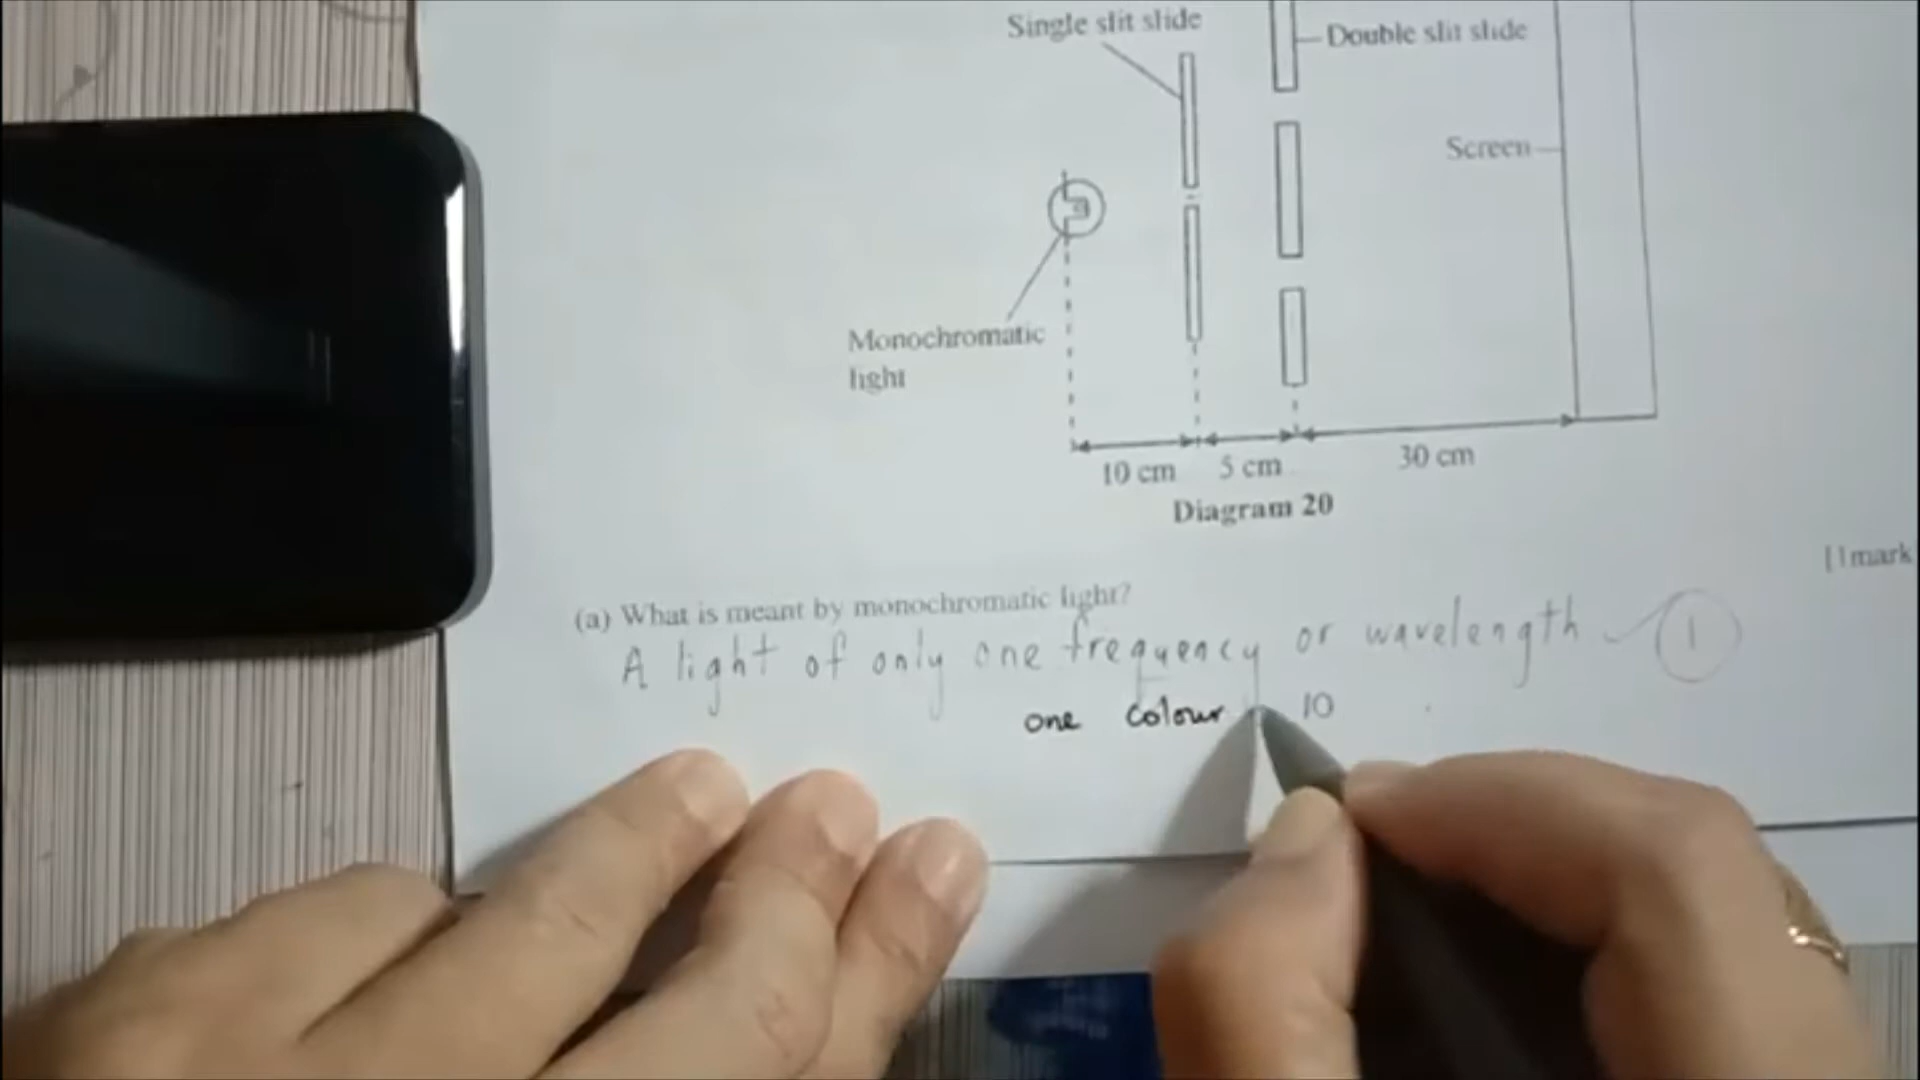 Single slit slide
Double slit slide
Screen
Monochromatic
light
10 cm 5 cm 30 cm
Diagram 20
[1mark
(a) What is meant by monochromatic light?
A light of only one frequency or wavelength 1
one colour 10